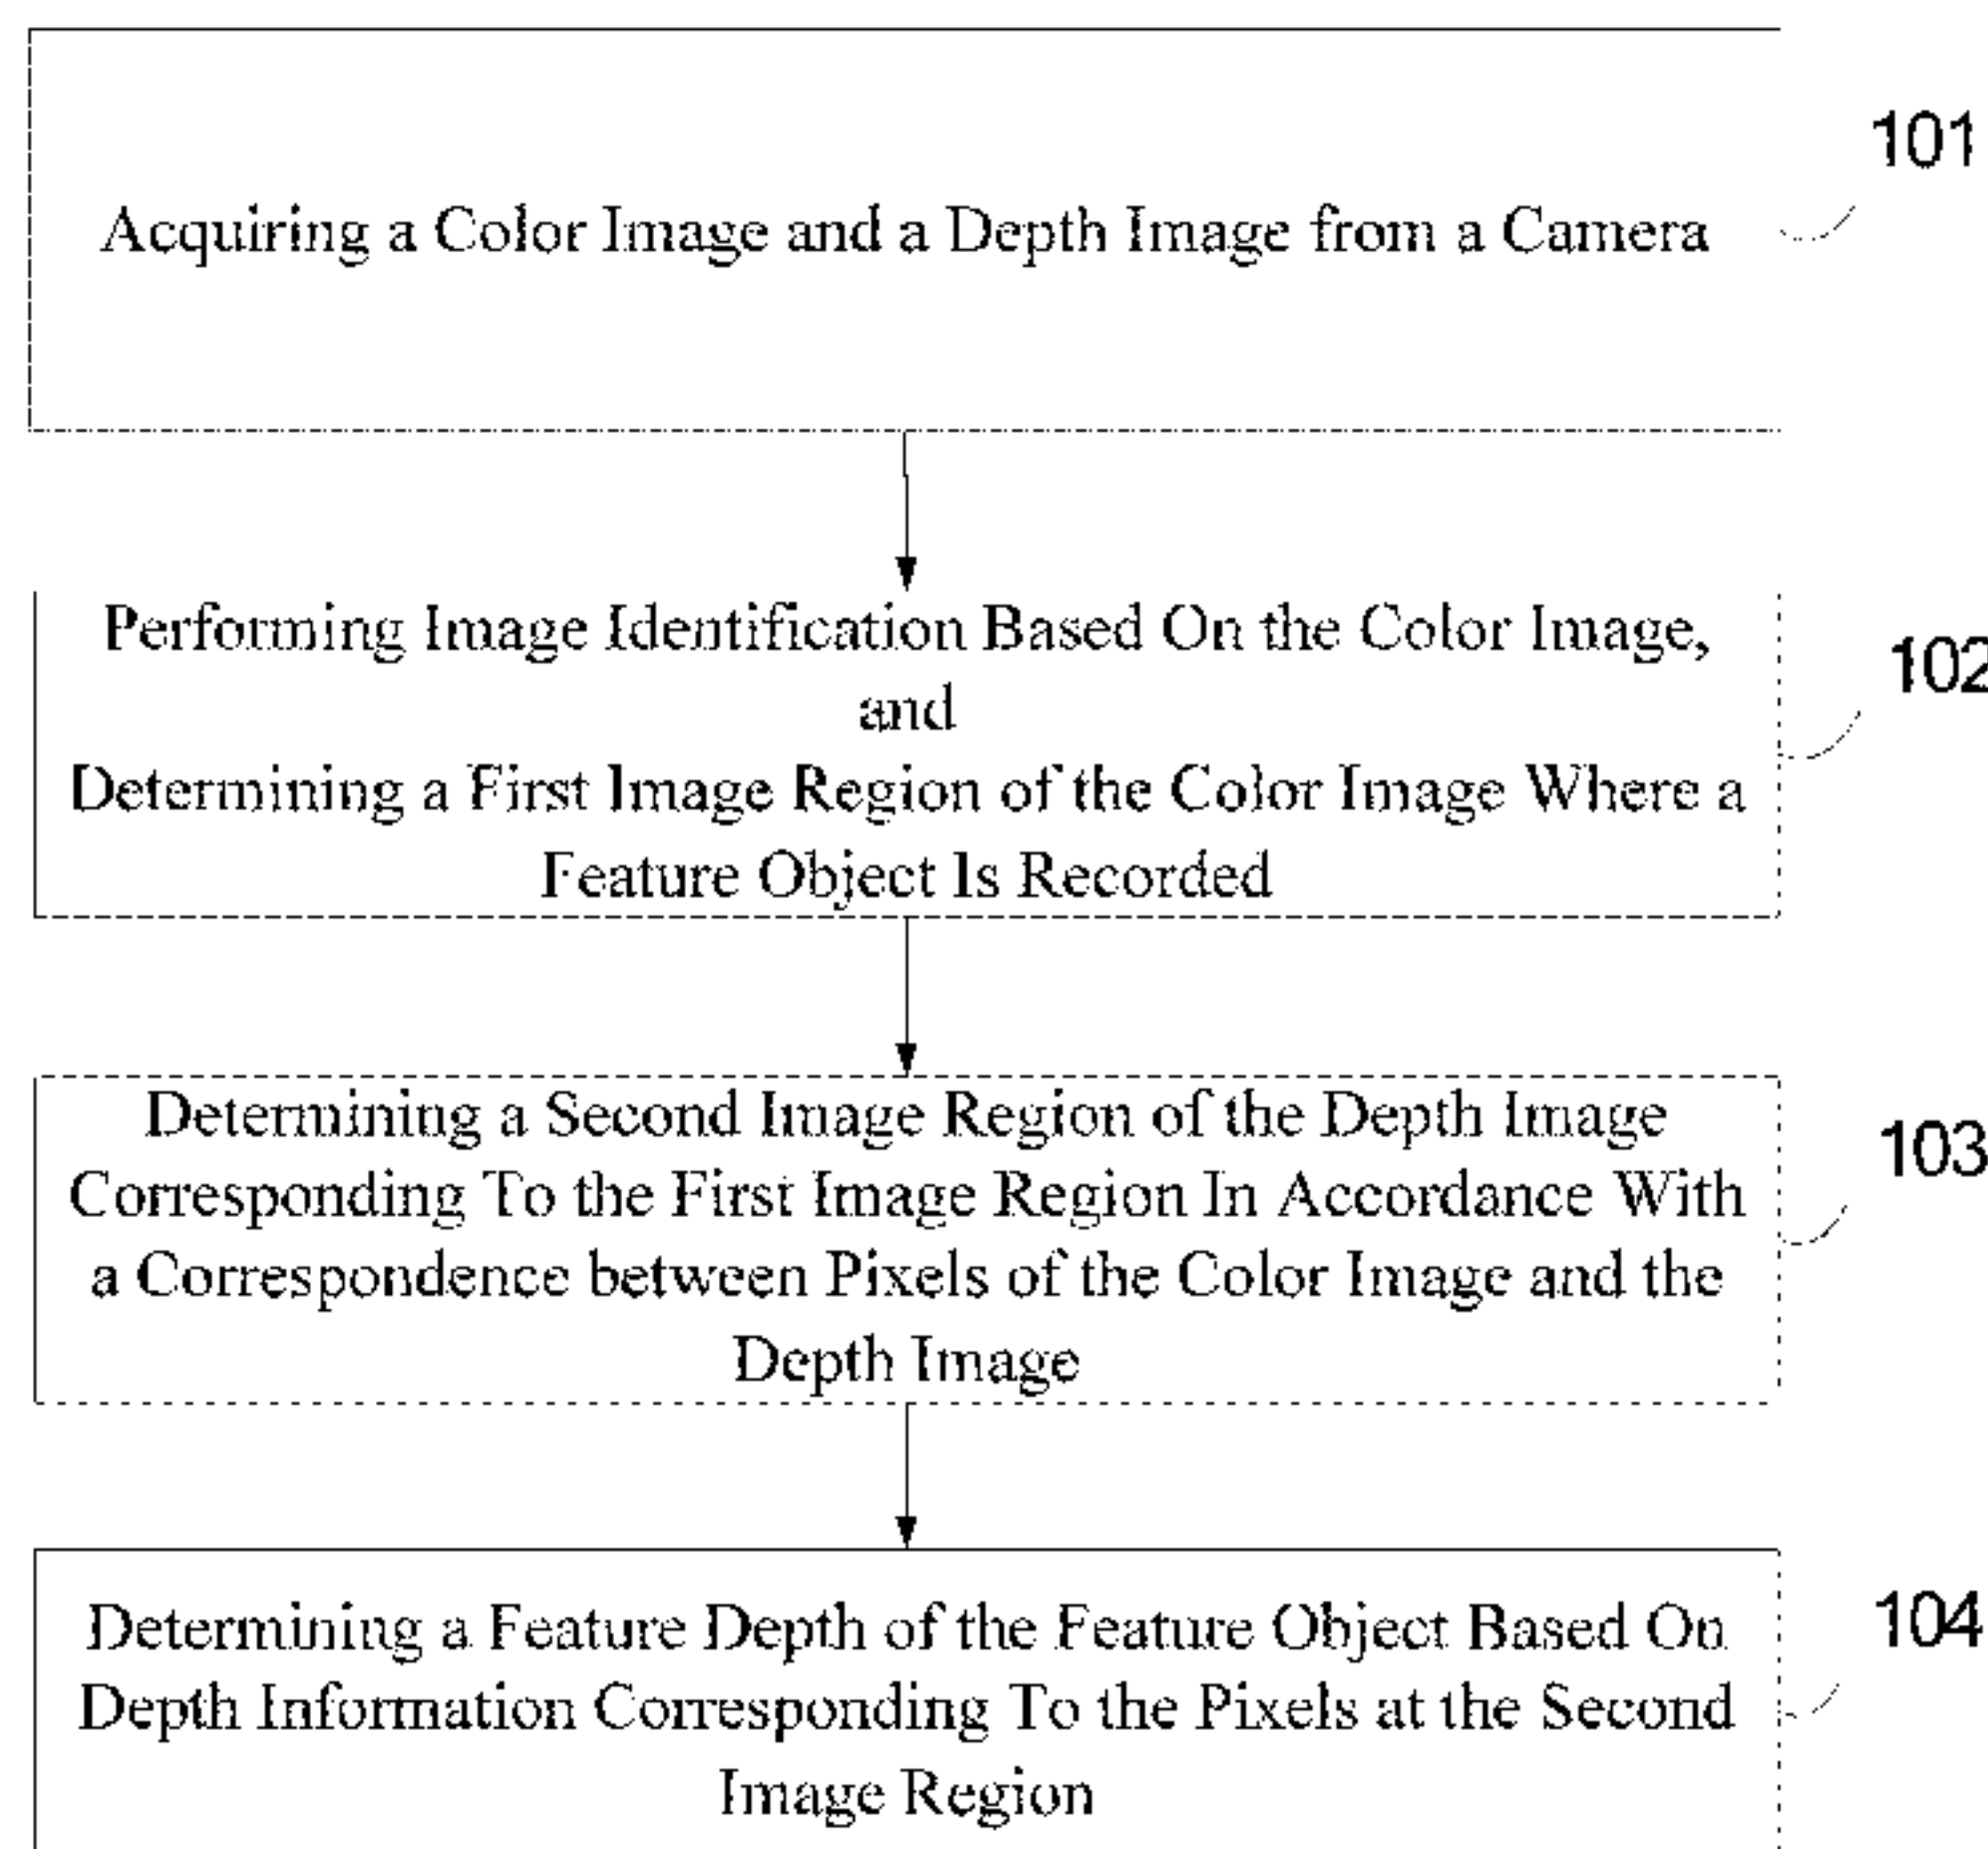 101
Acquiring a Color Image and a Depth Image from a Camera
Performing Image Identification Based On the Color Image,
102
and
Determining a First Image Region of the Color Image Where a
Feature Object Is Recorded
Determining a Second Image Region of the Depth Image
103
Corresponding To the First Image Region In Accordance With
a Correspondence between Pixels of the Color Image and the
Depth Image
Determining a Feature Depth of the Feature Object Based On
104
Depth Information Corresponding To the Pixels at the Second
Image Region